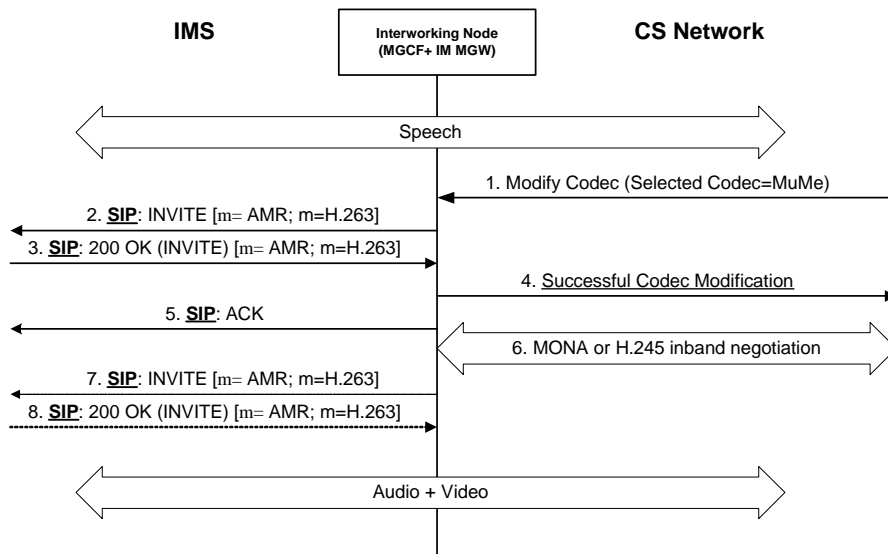 IMS
Interworking Node
(MGCF+ IM MGW)
CS Network
Speech
1. Modify Codec (Selected Codec=MuMe)
2. SIP: INVITE [m= AMR; m=H.263]
3. SIP: 200 OK (INVITE) [m= AMR; m=H.263]
4. Successful Codec Modification
5. SIP: ACK
6. MONA or H.245 inband negotiation
7. SIP: INVITE [m= AMR; m=H.263]
8. SIP: 200 OK (INVITE) [m= AMR; m=H.263]
Audio + Video